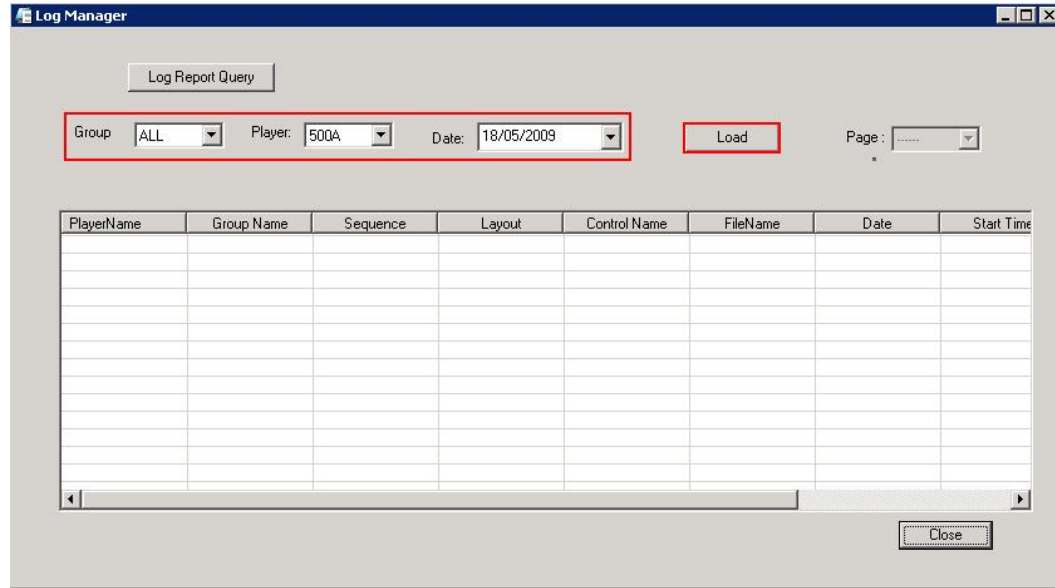 Log Manager
Log Report Query
Group ALL Player: 500A Date: 18/05/2009 Load Page : ......
PlayerName Group Name Sequence Layout Control Name FileName Date Start Time
Close